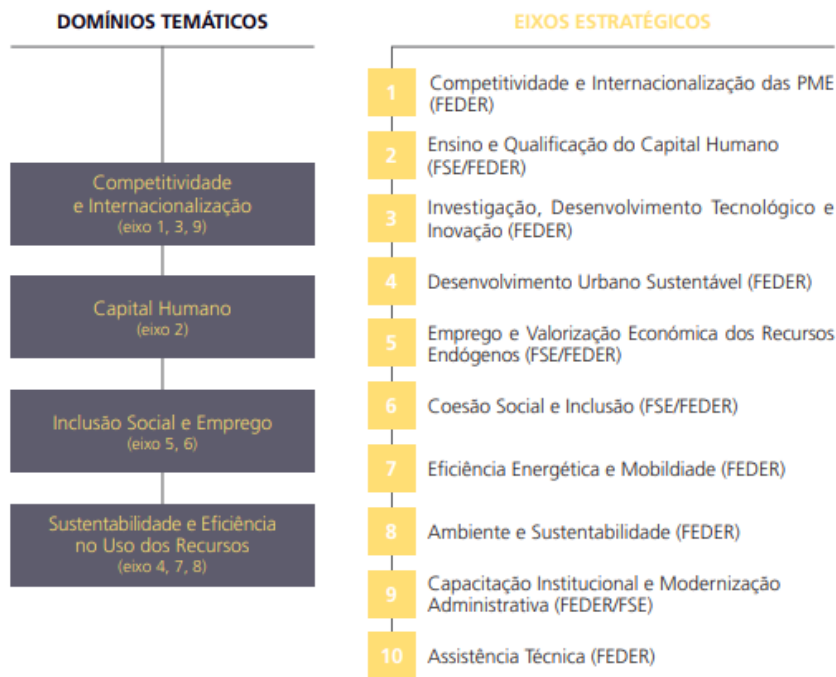 DOMÍNIOS TEMÁTICOS
Competitividade
e Internacionalização
(eixo 1, 3, 9)
Capital Humano
(eixo 2)
Inclusão Social e Emprego
(eixo 5, 6)
Sustentabilidade e Eficiência
no Uso dos Recursos
(eixo 4, 7, 8)
EIXOS ESTRATÉGICOS
1 Competitividade e Internacionalização das PME
(FEDER)
2 Ensino e Qualificação do Capital Humano
(FSE/FEDER)
3 Investigação, Desenvolvimento Tecnológico e
Inovação (FEDER)
4 Desenvolvimento Urbano Sustentável (FEDER)
5 Emprego e Valorização Económica dos Recursos
Endógenos (FSE/FEDER)
6 Coesão Social e Inclusão (FSE/FEDER)
7 Eficiência Energética e Mobildiade (FEDER)
8 Ambiente e Sustentabilidade (FEDER)
9 Capacitação Institucional e Modernização
Administrativa (FEDER/FSE)
10 Assistência Técnica (FEDER)